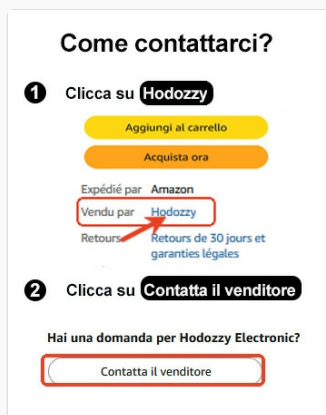 Come contattarci?
1 Clicca su Hodozzy
Aggiungi al carrello
Acquista ora
Expédié par Amazon
Vendu par Hodozzy
Retours Retours de 30 jours et
garanties légales
2 Clicca su Contatta il venditore
Hai una domanda per Hodozzy Electronic?
Contatta il venditore